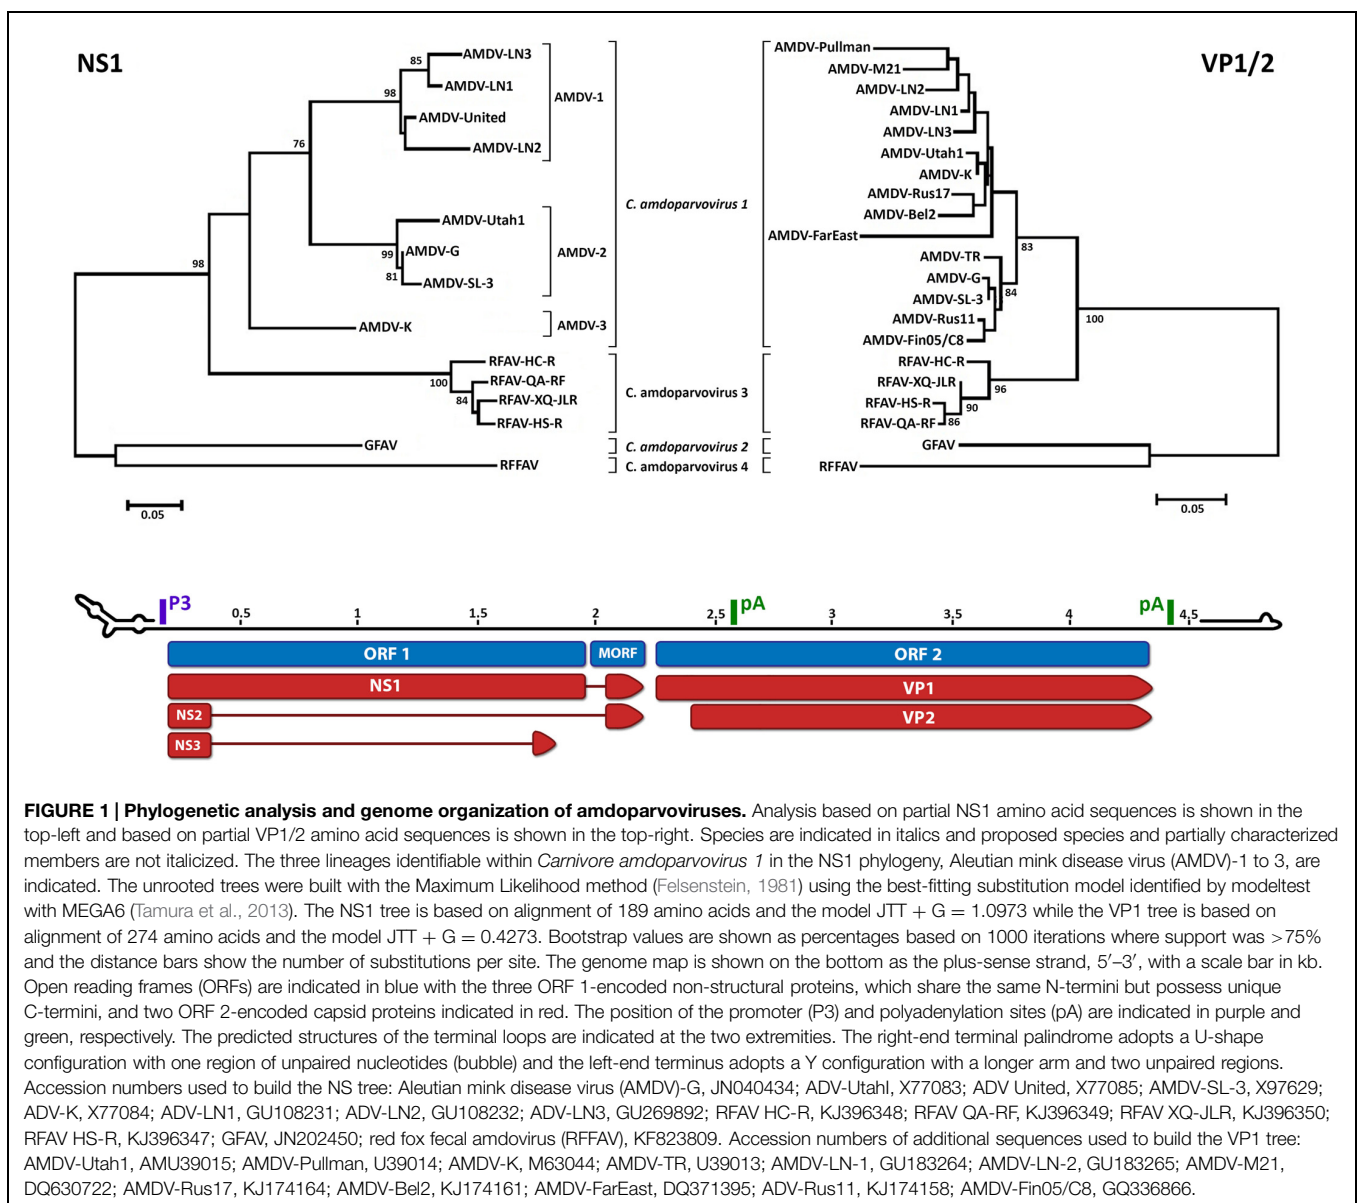 NS1
VP1/2
AMDV-LN3
AMDV-LN1
AMDV-United
AMDV-LN2
AMDV-Utah1
AMDV-G
AMDV-SL-3
AMDV-K
RFAV-HC-R
RFAV-QA-RF
RFAV-XQ-JLR
RFAV-HS-R
GFAV
RFFAV
85
98
76
99
81
98
100
84
0.05
AMDV-1
AMDV-2
AMDV-3
C. amdoparvovirus 1
C. amdoparvovirus 3
C. amdoparvovirus 2
C. amdoparvovirus 4
AMDV-Pullman
AMDV-M21
AMDV-LN2
AMDV-LN1
AMDV-LN3
AMDV-Utah1
AMDV-K
AMDV-Rus17
AMDV-Bel2
AMDV-FarEast
AMDV-TR
AMDV-G
AMDV-SL-3
AMDV-Rus11
AMDV-Fin05/C8
RFAV-HC-R
RFAV-XQ-JLR
RFAV-HS-R
RFAV-QA-RF
GFAV
RFFAV
83
84
100
96
90
86
0.05
P3 0.5 1 1.5 2 2,5 pA 3 3,5 4 pA 4,5
ORF 1 MORF ORF 2
NS1 VP1
NS2 VP2
NS3
FIGURE 1 | Phylogenetic analysis and genome organization of amdoparvoviruses. Analysis based on partial NS1 amino acid sequences is shown in the
top-left and based on partial VP1/2 amino acid sequences is shown in the top-right. Species are indicated in italics and proposed species and partially characterized
members are not italicized. The three lineages identifiable within Carnivore amdoparvovirus 1 in the NS1 phylogeny, Aleutian mink disease virus (AMDV)-1 to 3, are
indicated. The unrooted trees were built with the Maximum Likelihood method (Felsenstein, 1981) using the best-fitting substitution model identified by modeltest
with MEGA6 (Tamura et al., 2013). The NS1 tree is based on alignment of 189 amino acids and the model JTT + G = 1.0973 while the VP1 tree is based on
alignment of 274 amino acids and the model JTT + G = 0.4273. Bootstrap values are shown as percentages based on 1000 iterations where support was >75%
and the distance bars show the number of substitutions per site. The genome map is shown on the bottom as the plus-sense strand, 5′–3′, with a scale bar in kb.
Open reading frames (ORFs) are indicated in blue with the three ORF 1-encoded non-structural proteins, which share the same N-termini but possess unique
C-termini, and two ORF 2-encoded capsid proteins indicated in red. The position of the promoter (P3) and polyadenylation sites (pA) are indicated in purple and
green, respectively. The predicted structures of the terminal loops are indicated at the two extremities. The right-end terminal palindrome adopts a U-shape
configuration with one region of unpaired nucleotides (bubble) and the left-end terminus adopts a Y configuration with a longer arm and two unpaired regions.
Accession numbers used to build the NS tree: Aleutian mink disease virus (AMDV)-G, JN040434; ADV-UtahI, X77083; ADV United, X77085; AMDV-SL-3, X97629;
ADV-K, X77084; ADV-LN1, GU108231; ADV-LN2, GU108232; ADV-LN3, GU269892; RFAV HC-R, KJ396348; RFAV QA-RF, KJ396349; RFAV XQ-JLR, KJ396350;
RFAV HS-R, KJ396347; GFAV, JN202450; red fox fecal amdovirus (RFFAV), KF823809. Accession numbers of additional sequences used to build the VP1 tree:
AMDV-Utah1, AMU39015; AMDV-Pullman, U39014; AMDV-K, M63044; AMDV-TR, U39013; AMDV-LN-1, GU183264; AMDV-LN-2, GU183265; AMDV-M21,
DQ630722; AMDV-Rus17, KJ174164; AMDV-Bel2, KJ174161; AMDV-FarEast, DQ371395; ADV-Rus11, KJ174158; AMDV-Fin05/C8, GQ336866.